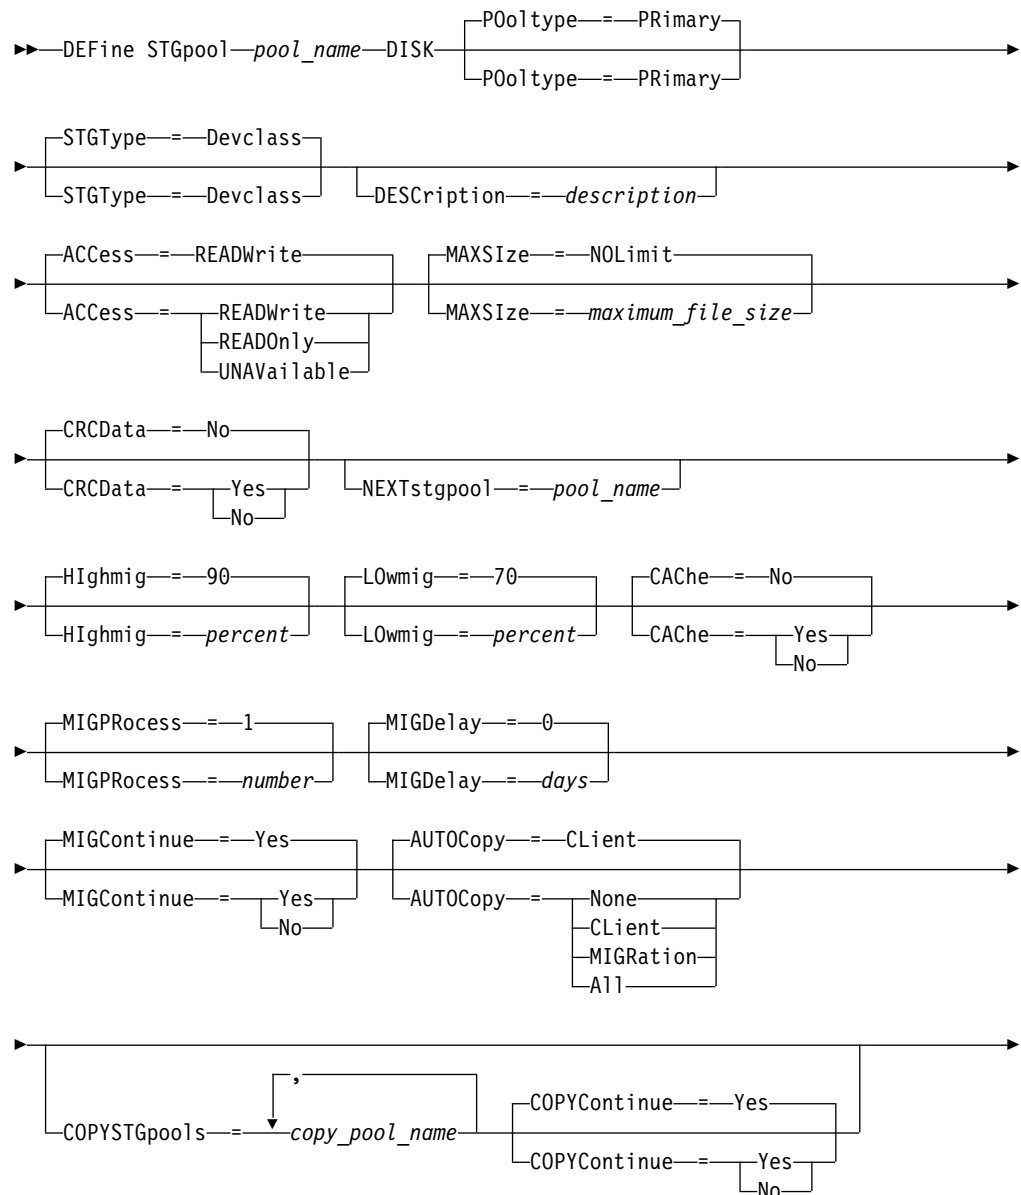 POoltype = PRimary
DEFine STGpool pool_name DISK
POoltype = PRimary
STGType = Devclass
STGType = Devclass
DESCription = description
ACCess = READWrite
MAXSIze = NOLimit
ACCess = READWrite
MAXSIze = maximum_file_size
READOnly
UNAVailable
CRCData = No
CRCData = Yes
NEXTstgpool = pool_name
No
HIghmig = 90
LOwmig = 70
CAChe = No
HIghmig = percent
LOwmig = percent
CAChe = Yes
No
MIGPRocess = 1
MIGDelay = 0
MIGPRocess = number
MIGDelay = days
MIGContinue = Yes
AUTOCopy = CLient
MIGContinue = Yes
AUTOCopy = None
No
CLient
MIGRation
All
,
COPYContinue = Yes
COPYSTGpools = copy_pool_name
COPYContinue = Yes
No